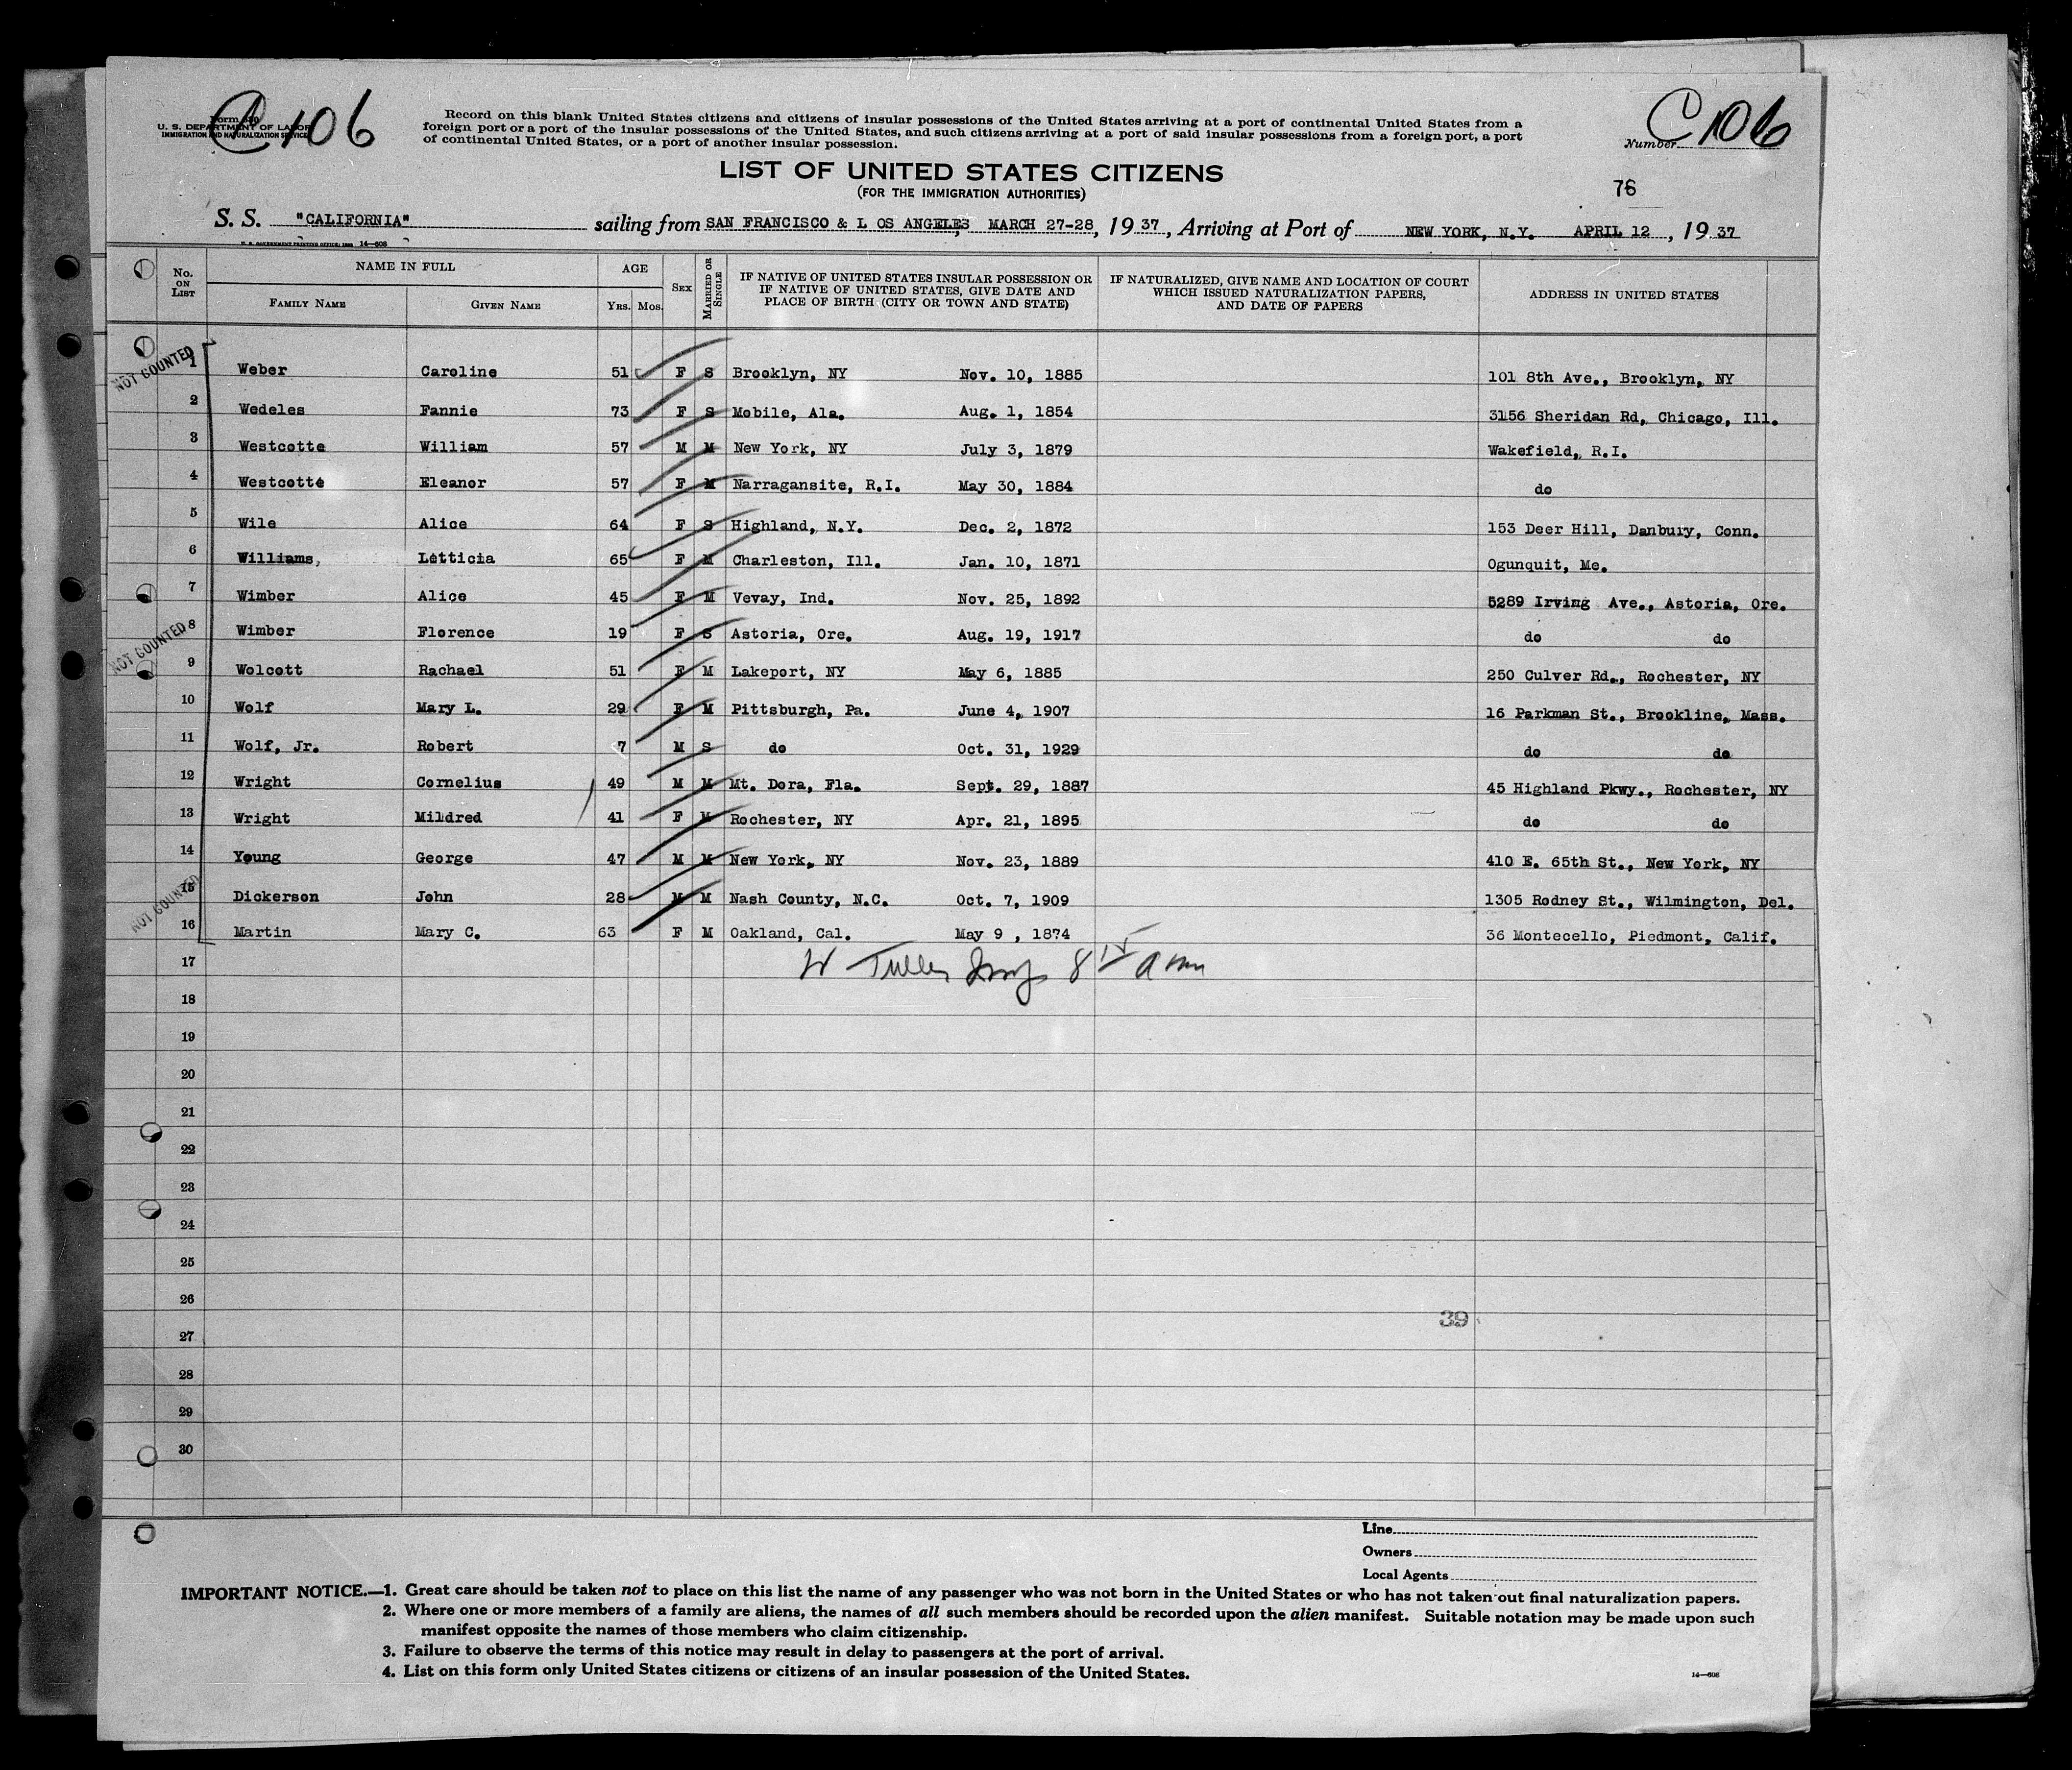 C 106
Form 630
U. S. DEPARTMENT OF LABOR
IMMIGRATION AND NATURALIZATION SERVICE
Record on this blank United States citizens and citizens of insular possessions of the United States arriving at a port of continental United States from a
foreign port or a port of the insular possessions of the United States, and such citizens arriving at a port of said insular possessions from a foreign port, a port
of continental United States, or a port of another insular possession.
Number C 106
LIST OF UNITED STATES CITIZENS
(FOR THE IMMIGRATION AUTHORITIES)
76
S. S. "CALIFORNIA" sailing from SAN FRANCISCO & L OS ANGELES, MARCH 27-28, 19 37, Arriving at Port of NEW YORK, N.Y. APRIL 12, 19 37
U. S. GOVERNMENT PRINTING OFFICE: 14-608
No. ON LIST NAME IN FULL FAMILY NAME GIVEN NAME AGE YRS. MOS. SEX MARRIED OR SINGLE IF NATIVE OF UNITED STATES INSULAR POSSESSION OR IF NATIVE OF UNITED STATES, GIVE DATE AND PLACE OF BIRTH (CITY OR TOWN AND STATE) IF NATURALIZED, GIVE NAME AND LOCATION OF COURT WHICH ISSUED NATURALIZATION PAPERS, AND DATE OF PAPERS ADDRESS IN UNITED STATES
NOT COUNTED
1 Weber Caroline 51 F S Brooklyn, NY Nov. 10, 1885 101 8th Ave., Brooklyn, NY
2 Wedeles Fannie 73 F S Mobile, Ala. Aug. 1, 1854 3156 Sheridan Rd, Chicago, Ill.
3 Westcotte William 57 M M New York, NY July 3, 1879 Wakefield, R.I.
4 Westcotte Eleanor 57 F M Narragansite, R.I. May 30, 1884 do
5 Wile Alice 64 F S Highland, N.Y. Dec. 2, 1872 153 Deer Hill, Danbury, Conn.
6 Williams, Letticia 65 F M Charleston, Ill. Jan. 10, 1871 Ogunquit, Me.
7 Wimber Alice 45 F M Vevay, Ind. Nov. 25, 1892 5289 Irving Ave., Astoria, Ore.
NOT COUNTED
8 Wimber Florence 19 F S Astoria, Ore. Aug. 19, 1917 do do
9 Wolcott Rachael 51 F M Lakeport, NY May 6, 1885 250 Culver Rd., Rochester, NY
10 Wolf Mary L. 29 F M Pittsburgh, Pa. June 4, 1907 16 Parkman St., Brookline, Mass.
11 Wolf, Jr. Robert 7 M S do Oct. 31, 1929 do do
12 Wright Cornelius 49 M M Mt. Dora, Fla. Sept. 29, 1887 45 Highland Pkwy., Rochester, NY
13 Wright Mildred 41 F M Rochester, NY Apr. 21, 1895 do do
14 Young George 47 M M New York, NY Nov. 23, 1889 410 E. 65th St., New York, NY
NOT COUNTED
15 Dickerson John 28 M M Nash County, N.C. Oct. 7, 1909 1305 Rodney St., Wilmington, Del.
16 Martin Mary C. 63 F M Oakland, Cal. May 9 , 1874 36 Montecello, Piedmont, Calif.
17
18
19
20
21
22
23
24
25
26
39
27
28
29
30
Line
Owners
Local Agents
IMPORTANT NOTICE.—1. Great care should be taken not to place on this list the name of any passenger who was not born in the United States or who has not taken out final naturalization papers.
2. Where one or more members of a family are aliens, the names of all such members should be recorded upon the alien manifest. Suitable notation may be made upon such
manifest opposite the names of those members who claim citizenship.
3. Failure to observe the terms of this notice may result in delay to passengers at the port of arrival.
4. List on this form only United States citizens or citizens of an insular possession of the United States.
14—608